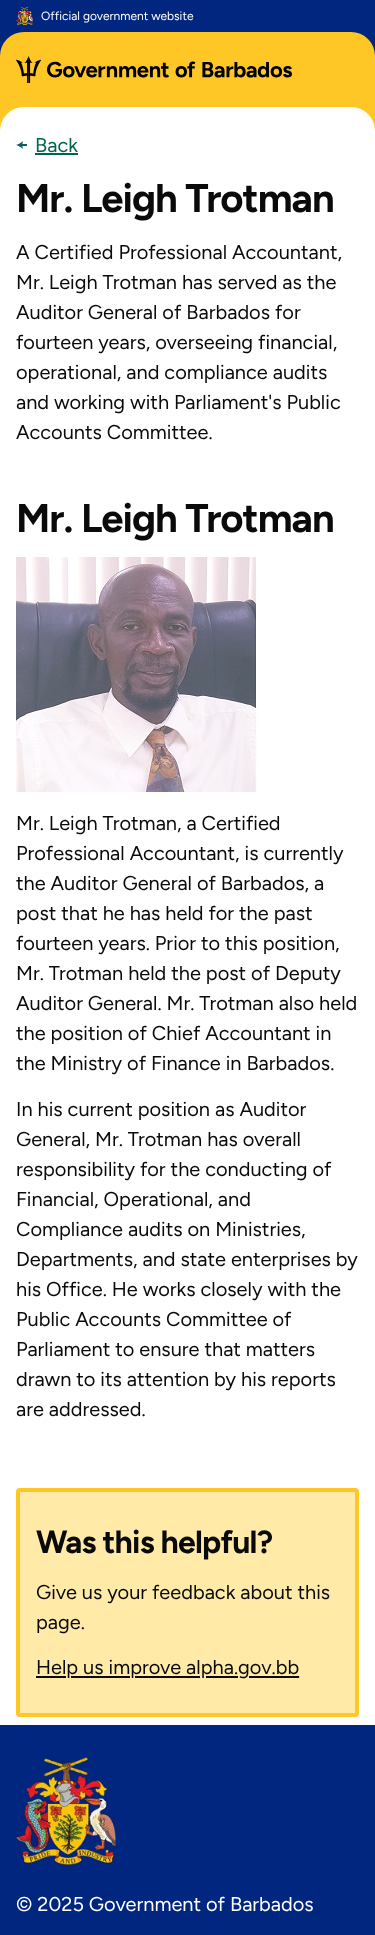 Official government website
Government of Barbados
Back
Mr. Leigh Trotman
A Certified Professional Accountant,
Mr. Leigh Trotman has served as the
Auditor General of Barbados for
fourteen years, overseeing financial,
operational, and compliance audits
and working with Parliament's Public
Accounts Committee.
Mr. Leigh Trotman
Mr. Leigh Trotman, a Certified
Professional Accountant, is currently
the Auditor General of Barbados, a
post that he has held for the past
fourteen years. Prior to this position,
Mr. Trotman held the post of Deputy
Auditor General. Mr. Trotman also held
the position of Chief Accountant in
the Ministry of Finance in Barbados.
In his current position as Auditor
General, Mr. Trotman has overall
responsibility for the conducting of
Financial, Operational, and
Compliance audits on Ministries,
Departments, and state enterprises by
his Office. He works closely with the
Public Accounts Committee of
Parliament to ensure that matters
drawn to its attention by his reports
are addressed.
Was this helpful?
Give us your feedback about this
page.
Help us improve alpha.gov.bb
PRIDE AND INDUSTRY
© 2025 Government of Barbados